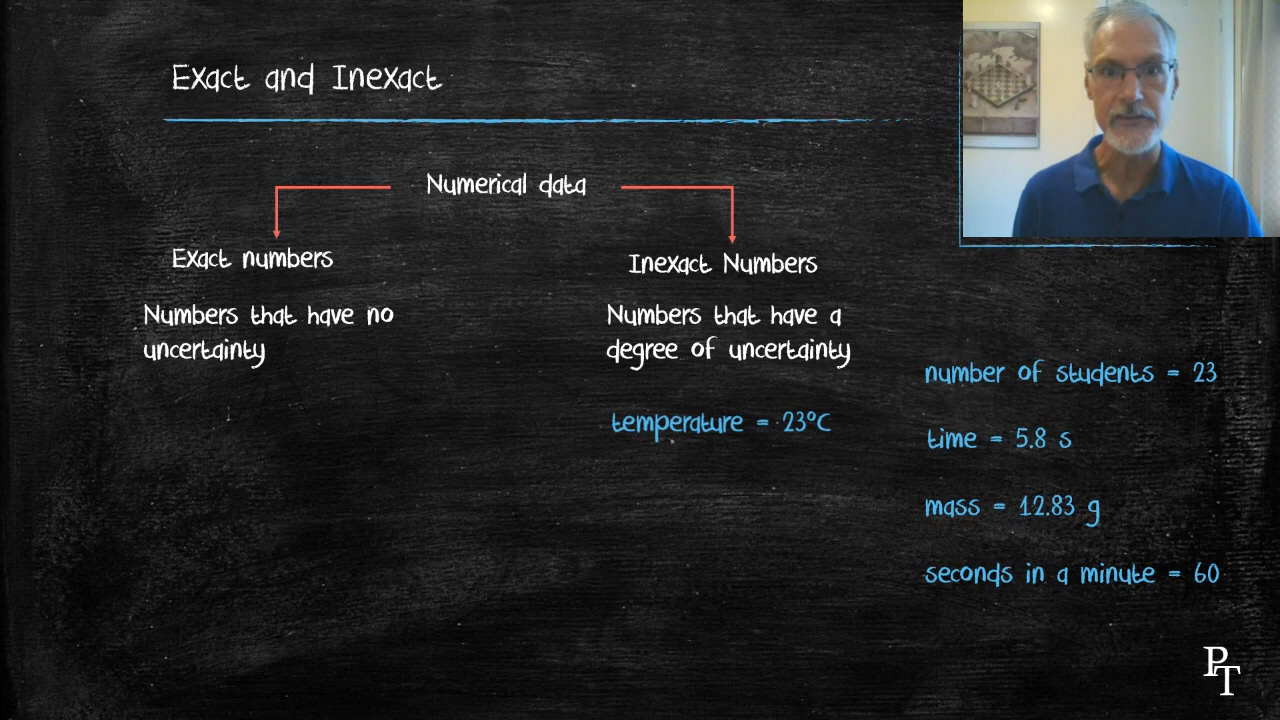 Exact and Inexact
Numerical data
Exact numbers
Numbers that have no
uncertainty
Inexact Numbers
Numbers that have a
degree of uncertainty
temperature = 23°C
number of students = 23
time = 5.8 s
mass = 12.83 g
seconds in a minute = 60
PT